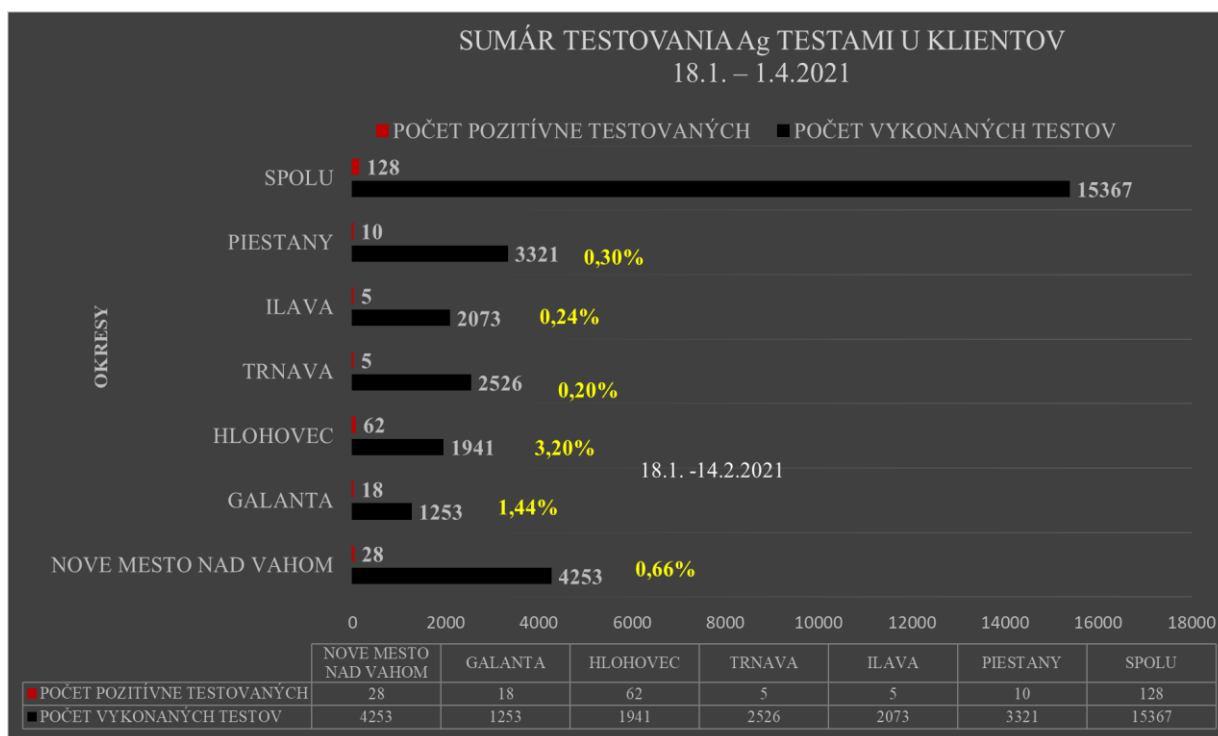 SUMÁR TESTOVANIA Ag TESTAMI U KLIENTOV
18.1. – 1.4.2021
POČET POZITÍVNE TESTOVANÝCH POČET VYKONANÝCH TESTOV
OKRESY
SPOLU
128
15367
PIESTANY
10
3321 0,30%
ILAVA
5
2073 0,24%
TRNAVA
5
2526 0,20%
HLOHOVEC
62
1941 3,20%
18.1. -14.2.2021
GALANTA
18
1253 1,44%
NOVE MESTO NAD VAHOM
28
4253 0,66%
0 2000 4000 6000 8000 10000 12000 14000 16000 18000
NOVE MESTO
NAD VAHOM GALANTA HLOHOVEC TRNAVA ILAVA PIESTANY SPOLU
POČET POZITÍVNE TESTOVANÝCH 28 18 62 5 5 10 128
POČET VYKONANÝCH TESTOV 4253 1253 1941 2526 2073 3321 15367